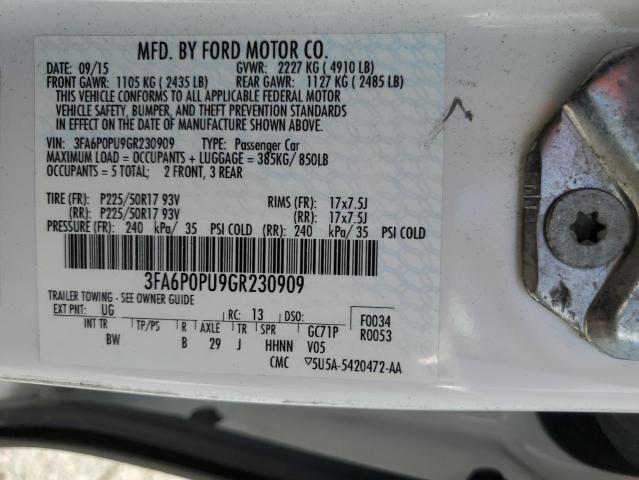 MFD. BY FORD MOTOR CO.
DATE: 09/15 GVWR: 2227 KG ( 4910 LB)
FRONT GAWR: 1105 KG ( 2435 LB) REAR GAWR: 1127 KG ( 2485 LB)
THIS VEHICLE CONFORMS TO ALL APPLICABLE FEDERAL MOTOR
VEHICLE SAFETY, BUMPER, AND THEFT PREVENTION STANDARDS
IN EFFECT ON THE DATE OF MANUFACTURE SHOWN ABOVE.
VIN: 3FA6P0PU9GR230909 TYPE: Passenger Car
MAXIMUM LOAD = OCCUPANTS + LUGGAGE = 385KG/ 850LB
OCCUPANTS = 5 TOTAL; 2 FRONT, 3 REAR
TIRE (FR): P225/50R17 93V RIMS (FR): 17x7.5J
(RR): P225/50R17 93V (RR): 17x7.5J
PRESSURE (FR): 240 kPa/ 35 PSI COLD (RR): 240 kPa/ 35 PSI COLD
3FA6P0PU9GR230909
TRAILER TOWING - SEE OWNER GUIDE
EXT PNT: UG RC: 13 DSO: F0034
INT TR TP/PS R AXLE TR SPR GC71P R0053
BW B 29 J HHNN V05
CMC ▽5U5A-5420472-AA